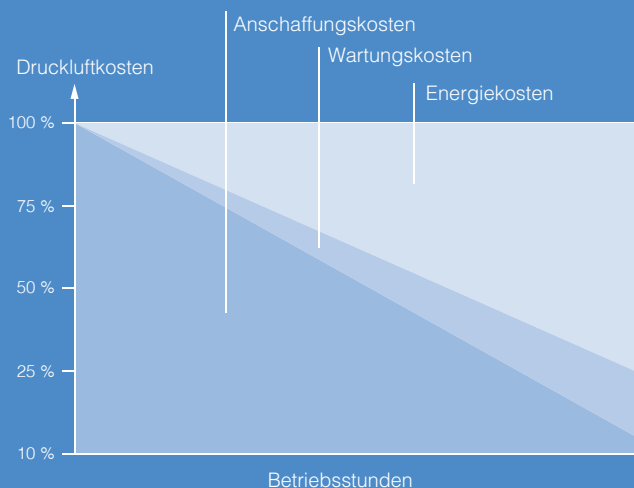 Anschaffungskosten
Wartungskosten
Druckluftkosten
Energiekosten
100 %
75 %
50 %
25 %
10 %
Betriebsstunden